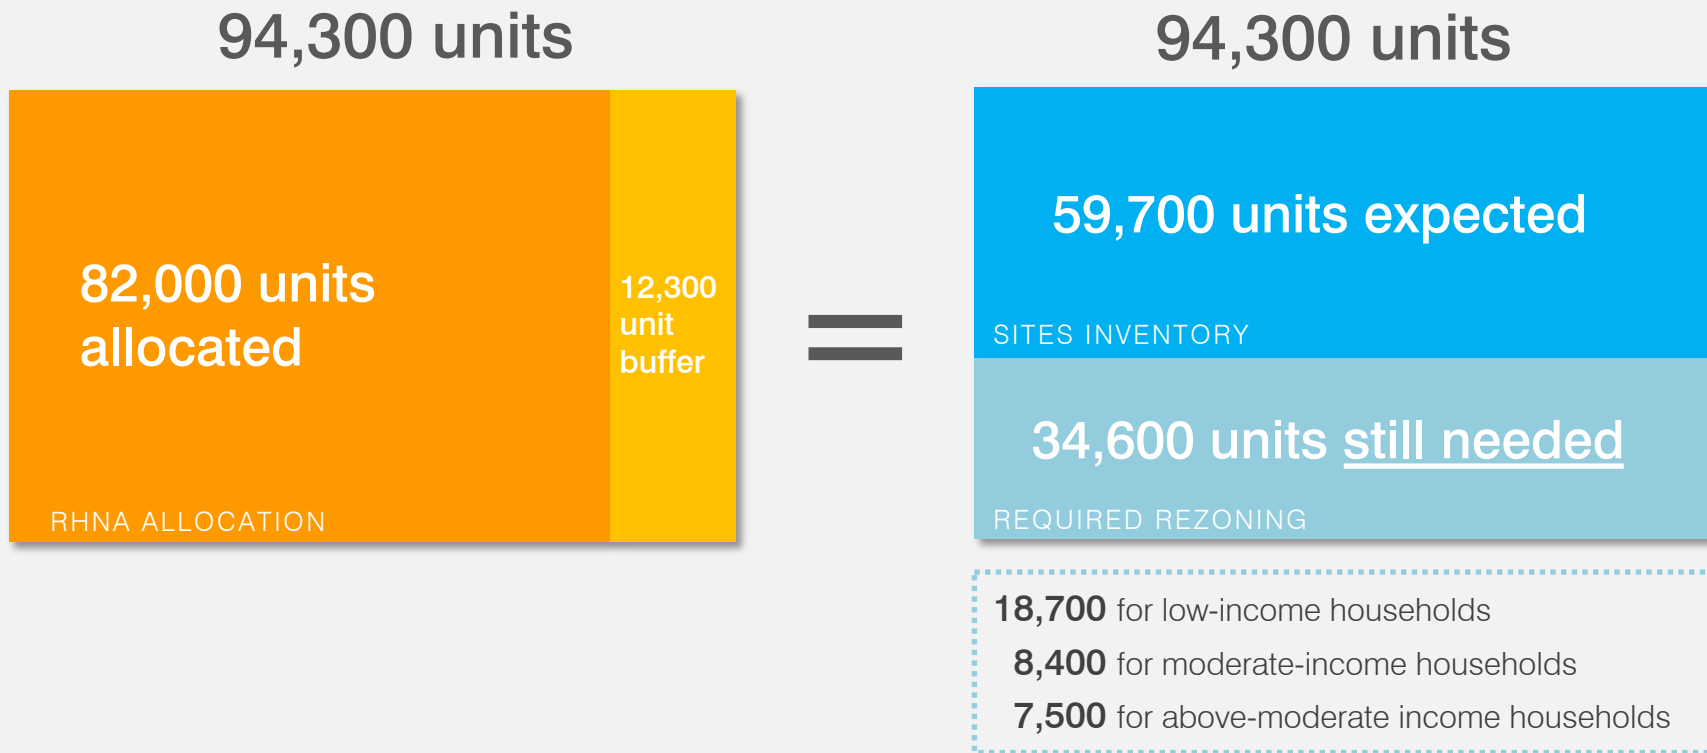 94,300 units
82,000 units
allocated
12,300
unit
buffer
RHNA ALLOCATION
=
94,300 units
59,700 units expected
SITES INVENTORY
34,600 units still needed
REQUIRED REZONING
18,700 for low-income households
8,400 for moderate-income households
7,500 for above-moderate income households